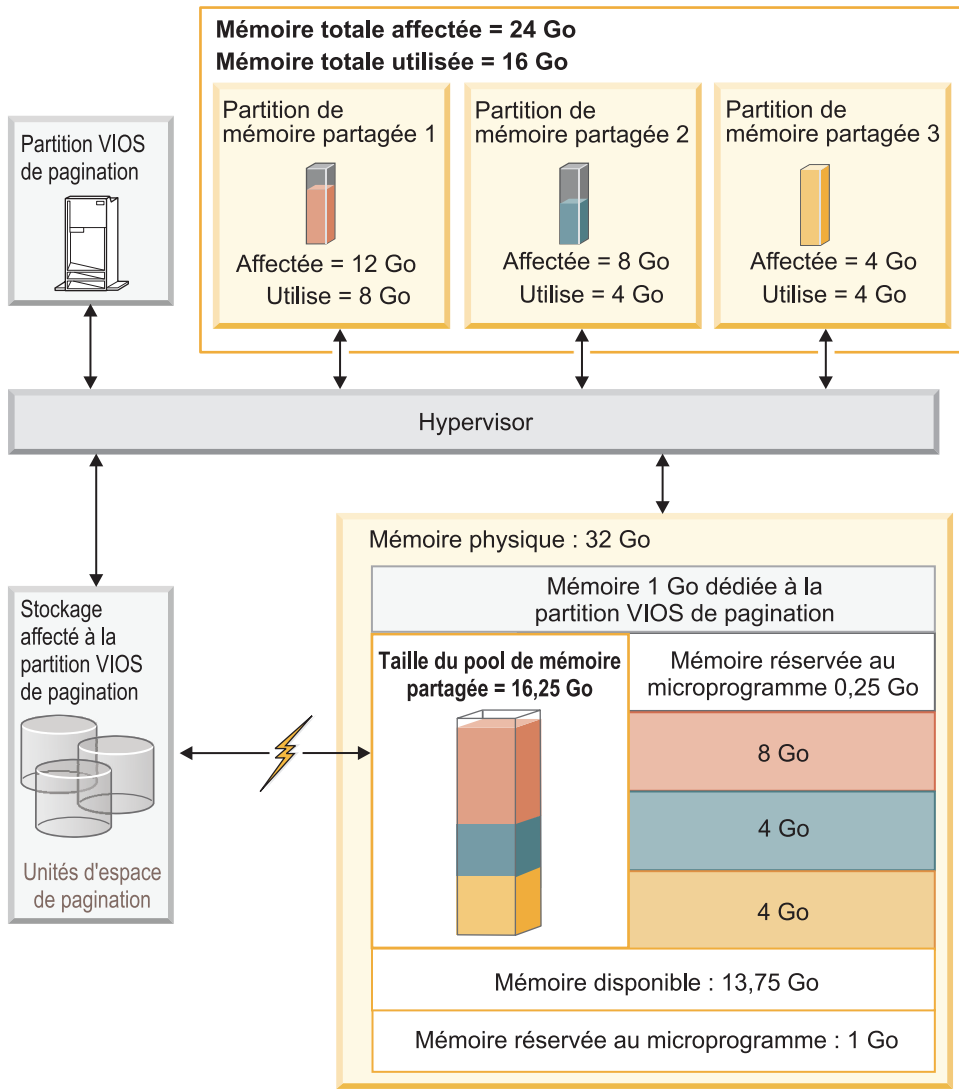 Mémoire totale affectée = 24 Go
Mémoire totale utilisée = 16 Go
Partition VIOS
de pagination
Partition de
mémoire partagée 1
Affectée = 12 Go
Utilise = 8 Go
Partition de
mémoire partagée 2
Affectée = 8 Go
Utilise = 4 Go
Partition de
mémoire partagée 3
Affectée = 4 Go
Utilise = 4 Go
Hypervisor
Stockage
affecté à la
partition VIOS
de pagination
Unités d'espace
de pagination
Mémoire physique : 32 Go
Mémoire 1 Go dédiée à la
partition VIOS de pagination
Taille du pool de mémoire
partagée = 16,25 Go
Mémoire réservée au
microprogramme 0,25 Go
8 Go
4 Go
4 Go
Mémoire disponible : 13,75 Go
Mémoire réservée au microprogramme : 1 Go